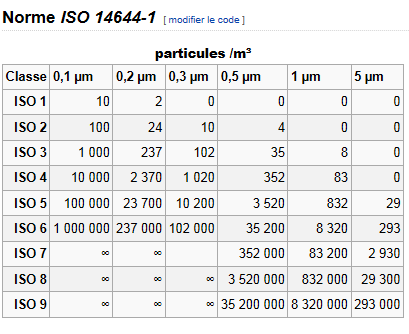 Norme ISO 14644-1 [ modifier le code ]
particules /m³
Classe 0,1 µm 0,2 µm 0,3 µm 0,5 µm 1 µm 5 µm
ISO 1 10 2 0 0 0 0
ISO 2 100 24 10 4 0 0
ISO 3 1 000 237 102 35 8 0
ISO 4 10 000 2 370 1 020 352 83 0
ISO 5 100 000 23 700 10 200 3 520 832 29
ISO 6 1 000 000 237 000 102 000 35 200 8 320 293
ISO 7 ∞ ∞ 352 000 83 200 2 930
ISO 8 ∞ ∞ ∞ 3 520 000 832 000 29 300
ISO 9 ∞ ∞ ∞ 35 200 000 8 320 000 293 000